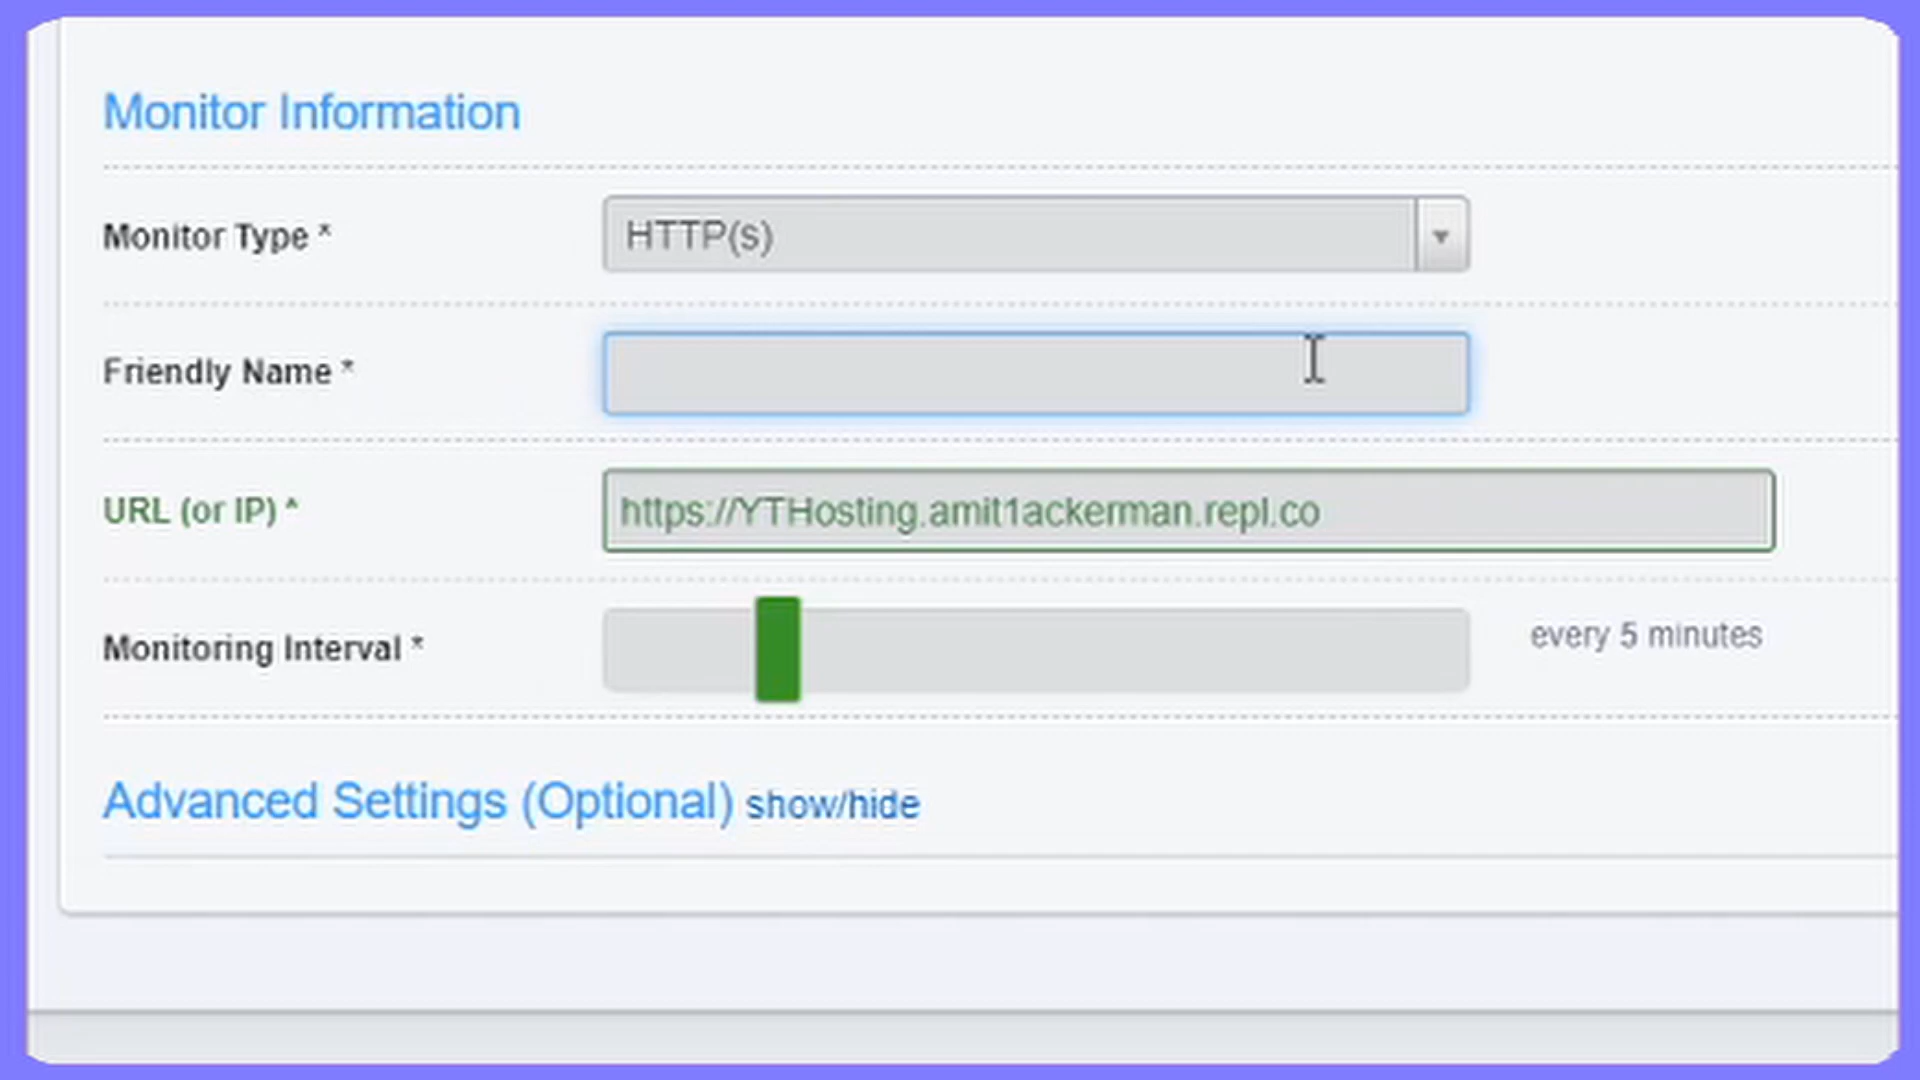 Monitor Information
Monitor Type * HTTP(s)
Friendly Name *
URL (or IP) * https://YTHosting.amit1ackerman.repl.co
Monitoring Interval * every 5 minutes
Advanced Settings (Optional) show/hide